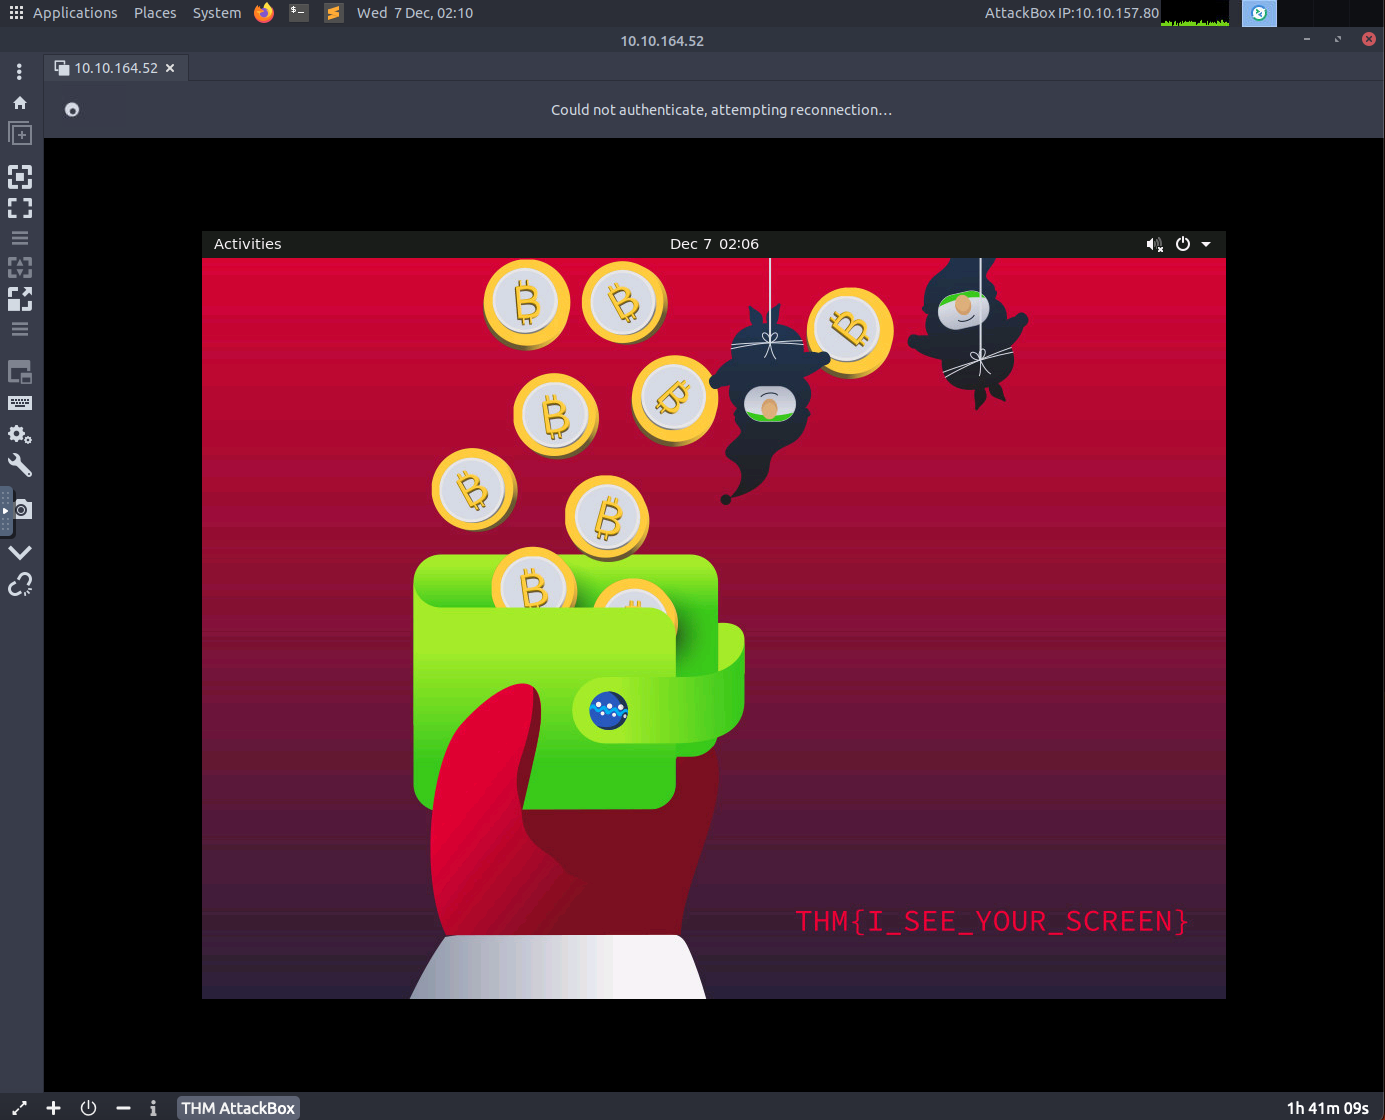 Applications Places System Wed 7 Dec, 02:10 AttackBox IP:10.10.157.80
10.10.164.52
10.10.164.52
Could not authenticate, attempting reconnection...
Activities Dec 7 02:06
THM{I_SEE_YOUR_SCREEN}
THM AttackBox 1h 41m 09s